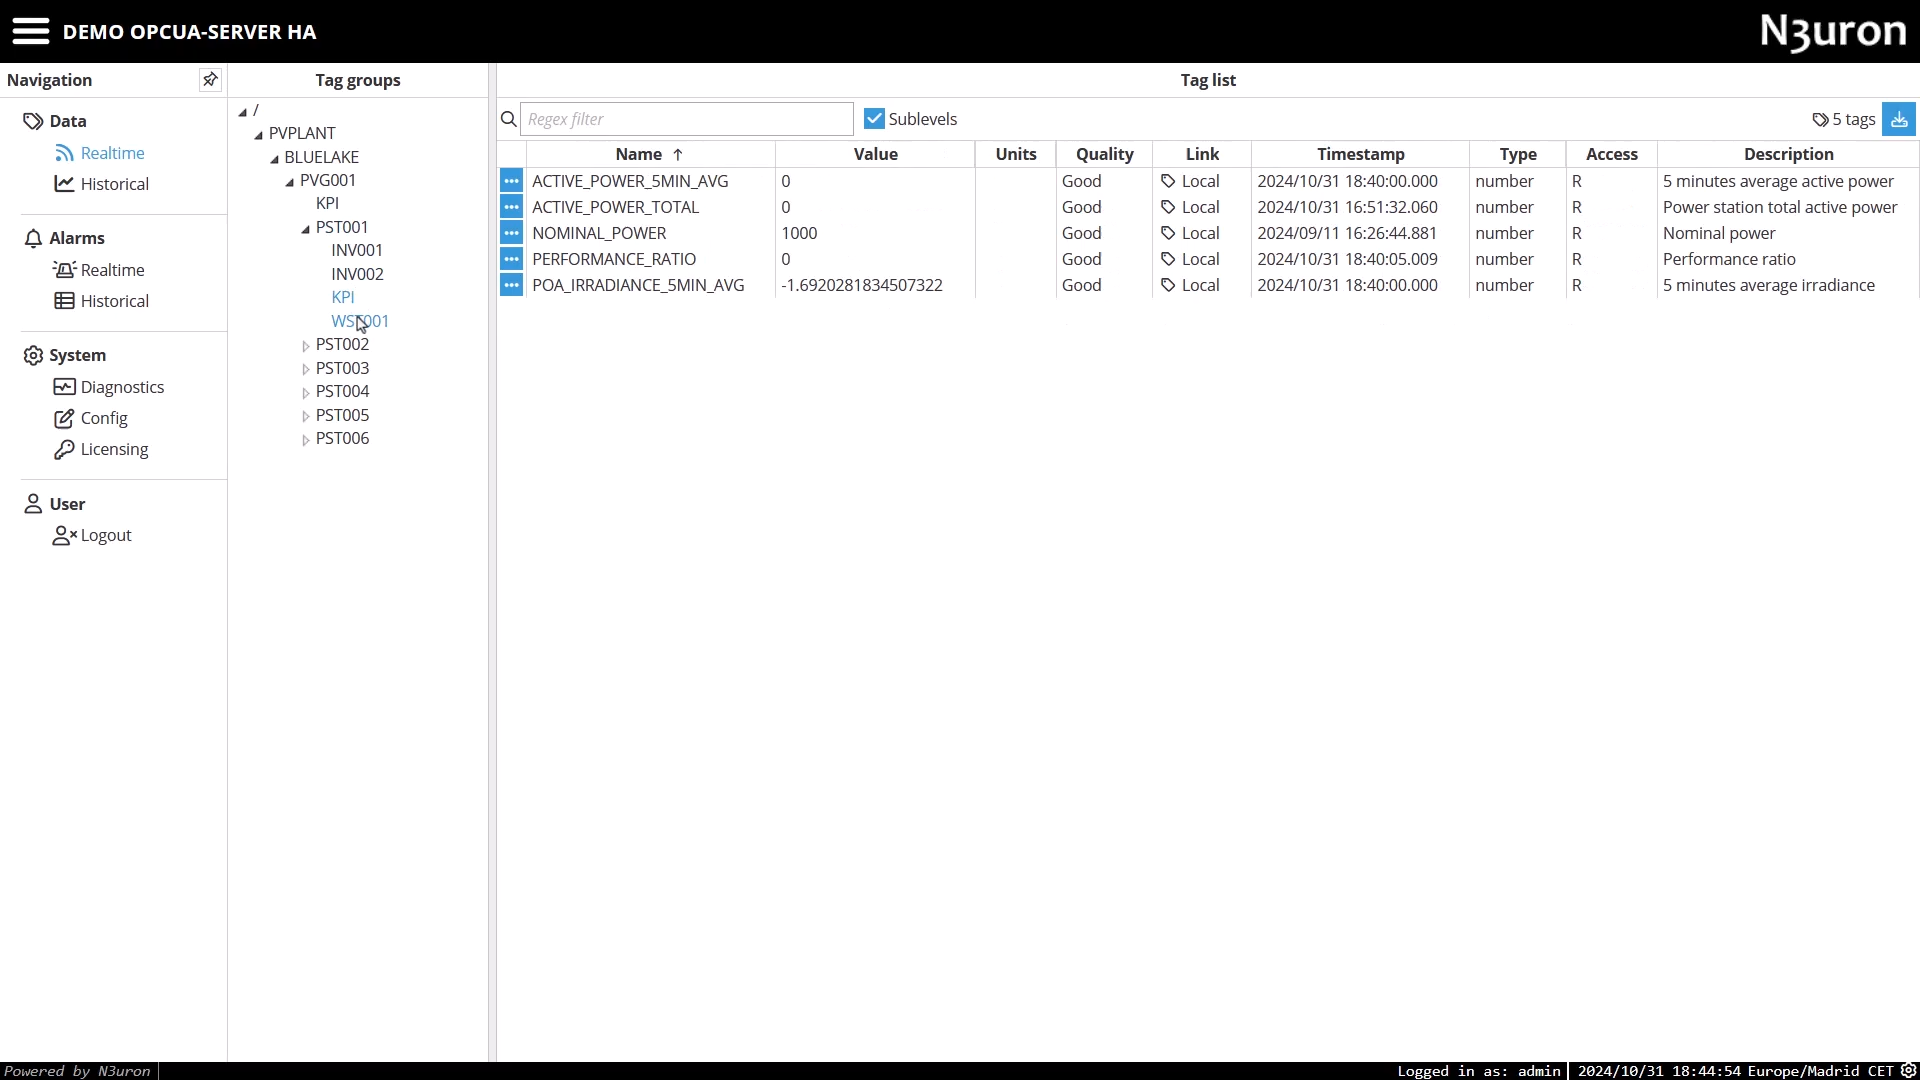 DEMO OPCUA-SERVER HA
N3uron
Navigation
Data
Realtime
Historical
Alarms
Realtime
Historical
System
Diagnostics
Config
Licensing
User
Logout
Tag groups
/
PVPLANT
BLUELAKE
PVG001
KPI
PST001
INV001
INV002
KPI
WST001
PST002
PST003
PST004
PST005
PST006
Tag list
Regex filter
Sublevels
5 tags
Name ↑ Value Units Quality Link Timestamp Type Access Description
ACTIVE_POWER_5MIN_AVG 0 Good Local 2024/10/31 18:40:00.000 number R 5 minutes average active power
ACTIVE_POWER_TOTAL 0 Good Local 2024/10/31 16:51:32.060 number R Power station total active power
NOMINAL_POWER 1000 Good Local 2024/09/11 16:26:44.881 number R Nominal power
PERFORMANCE_RATIO 0 Good Local 2024/10/31 18:40:05.009 number R Performance ratio
POA_IRRADIANCE_5MIN_AVG -1.6920281834507322 Good Local 2024/10/31 18:40:00.000 number R 5 minutes average irradiance
Powered by N3uron
Logged in as: admin
2024/10/31 18:44:54 Europe/Madrid CET